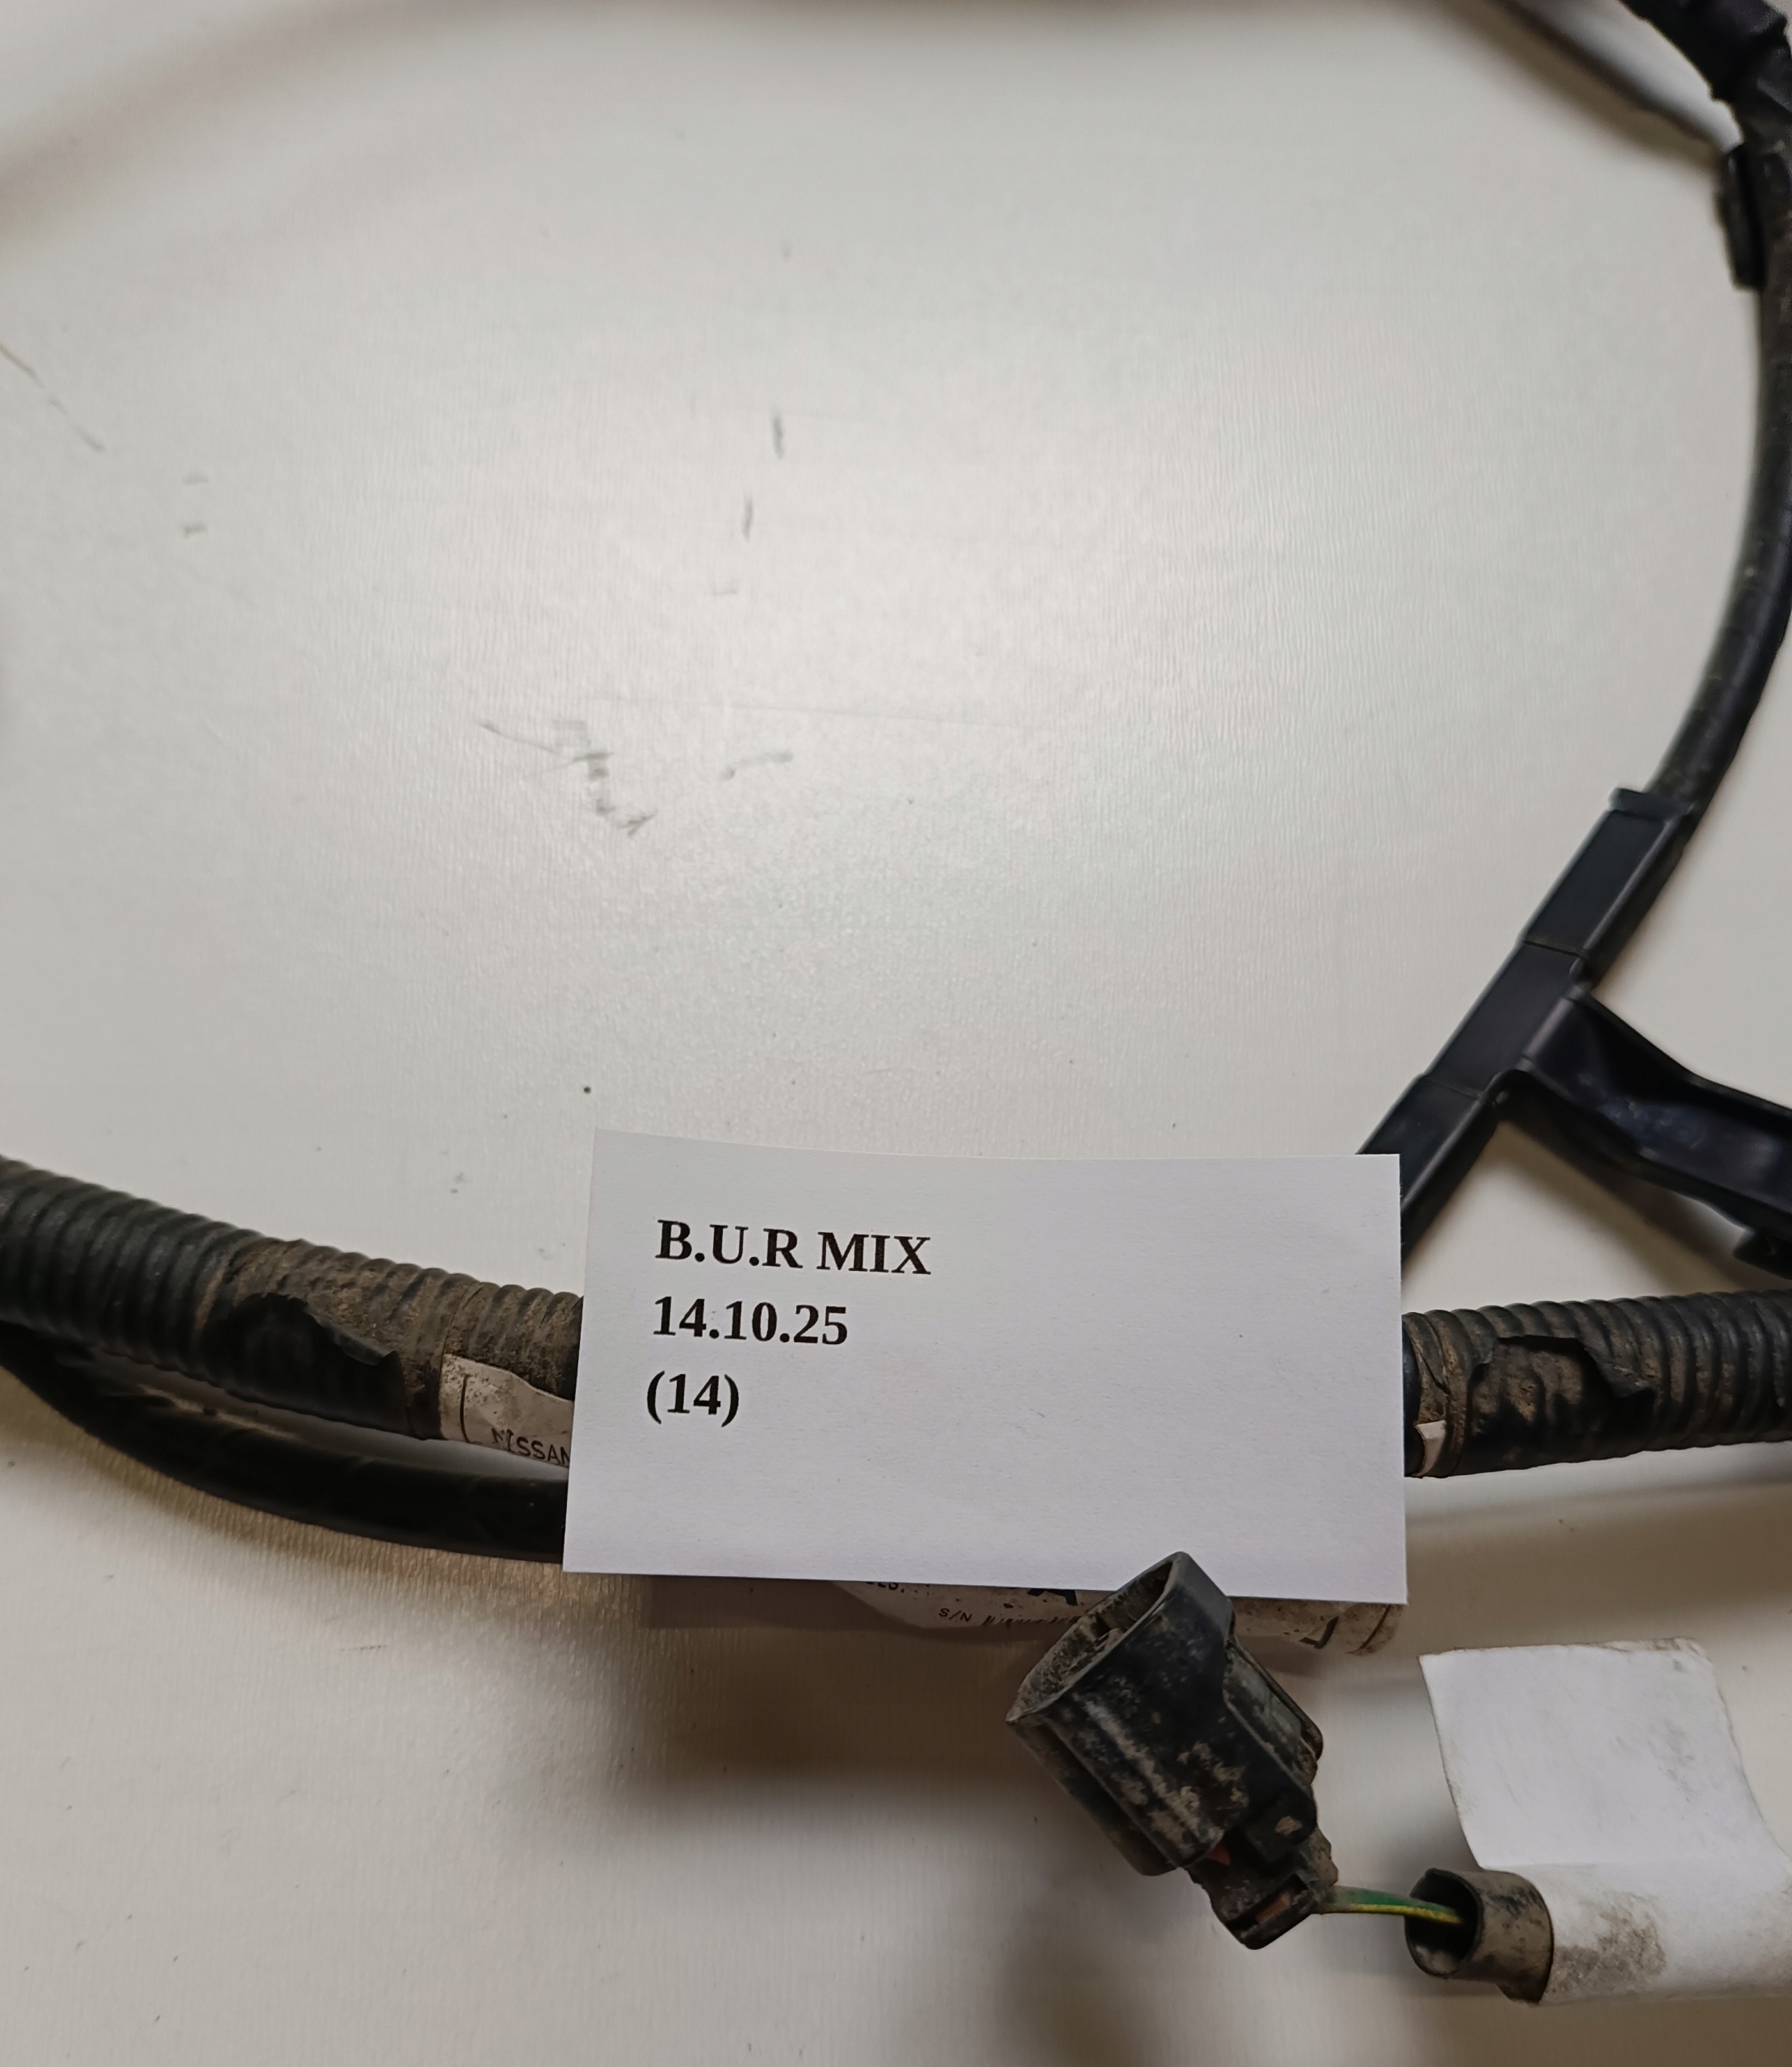 B.U.R MIX
14.10.25
(14)
NISSAN
S/N